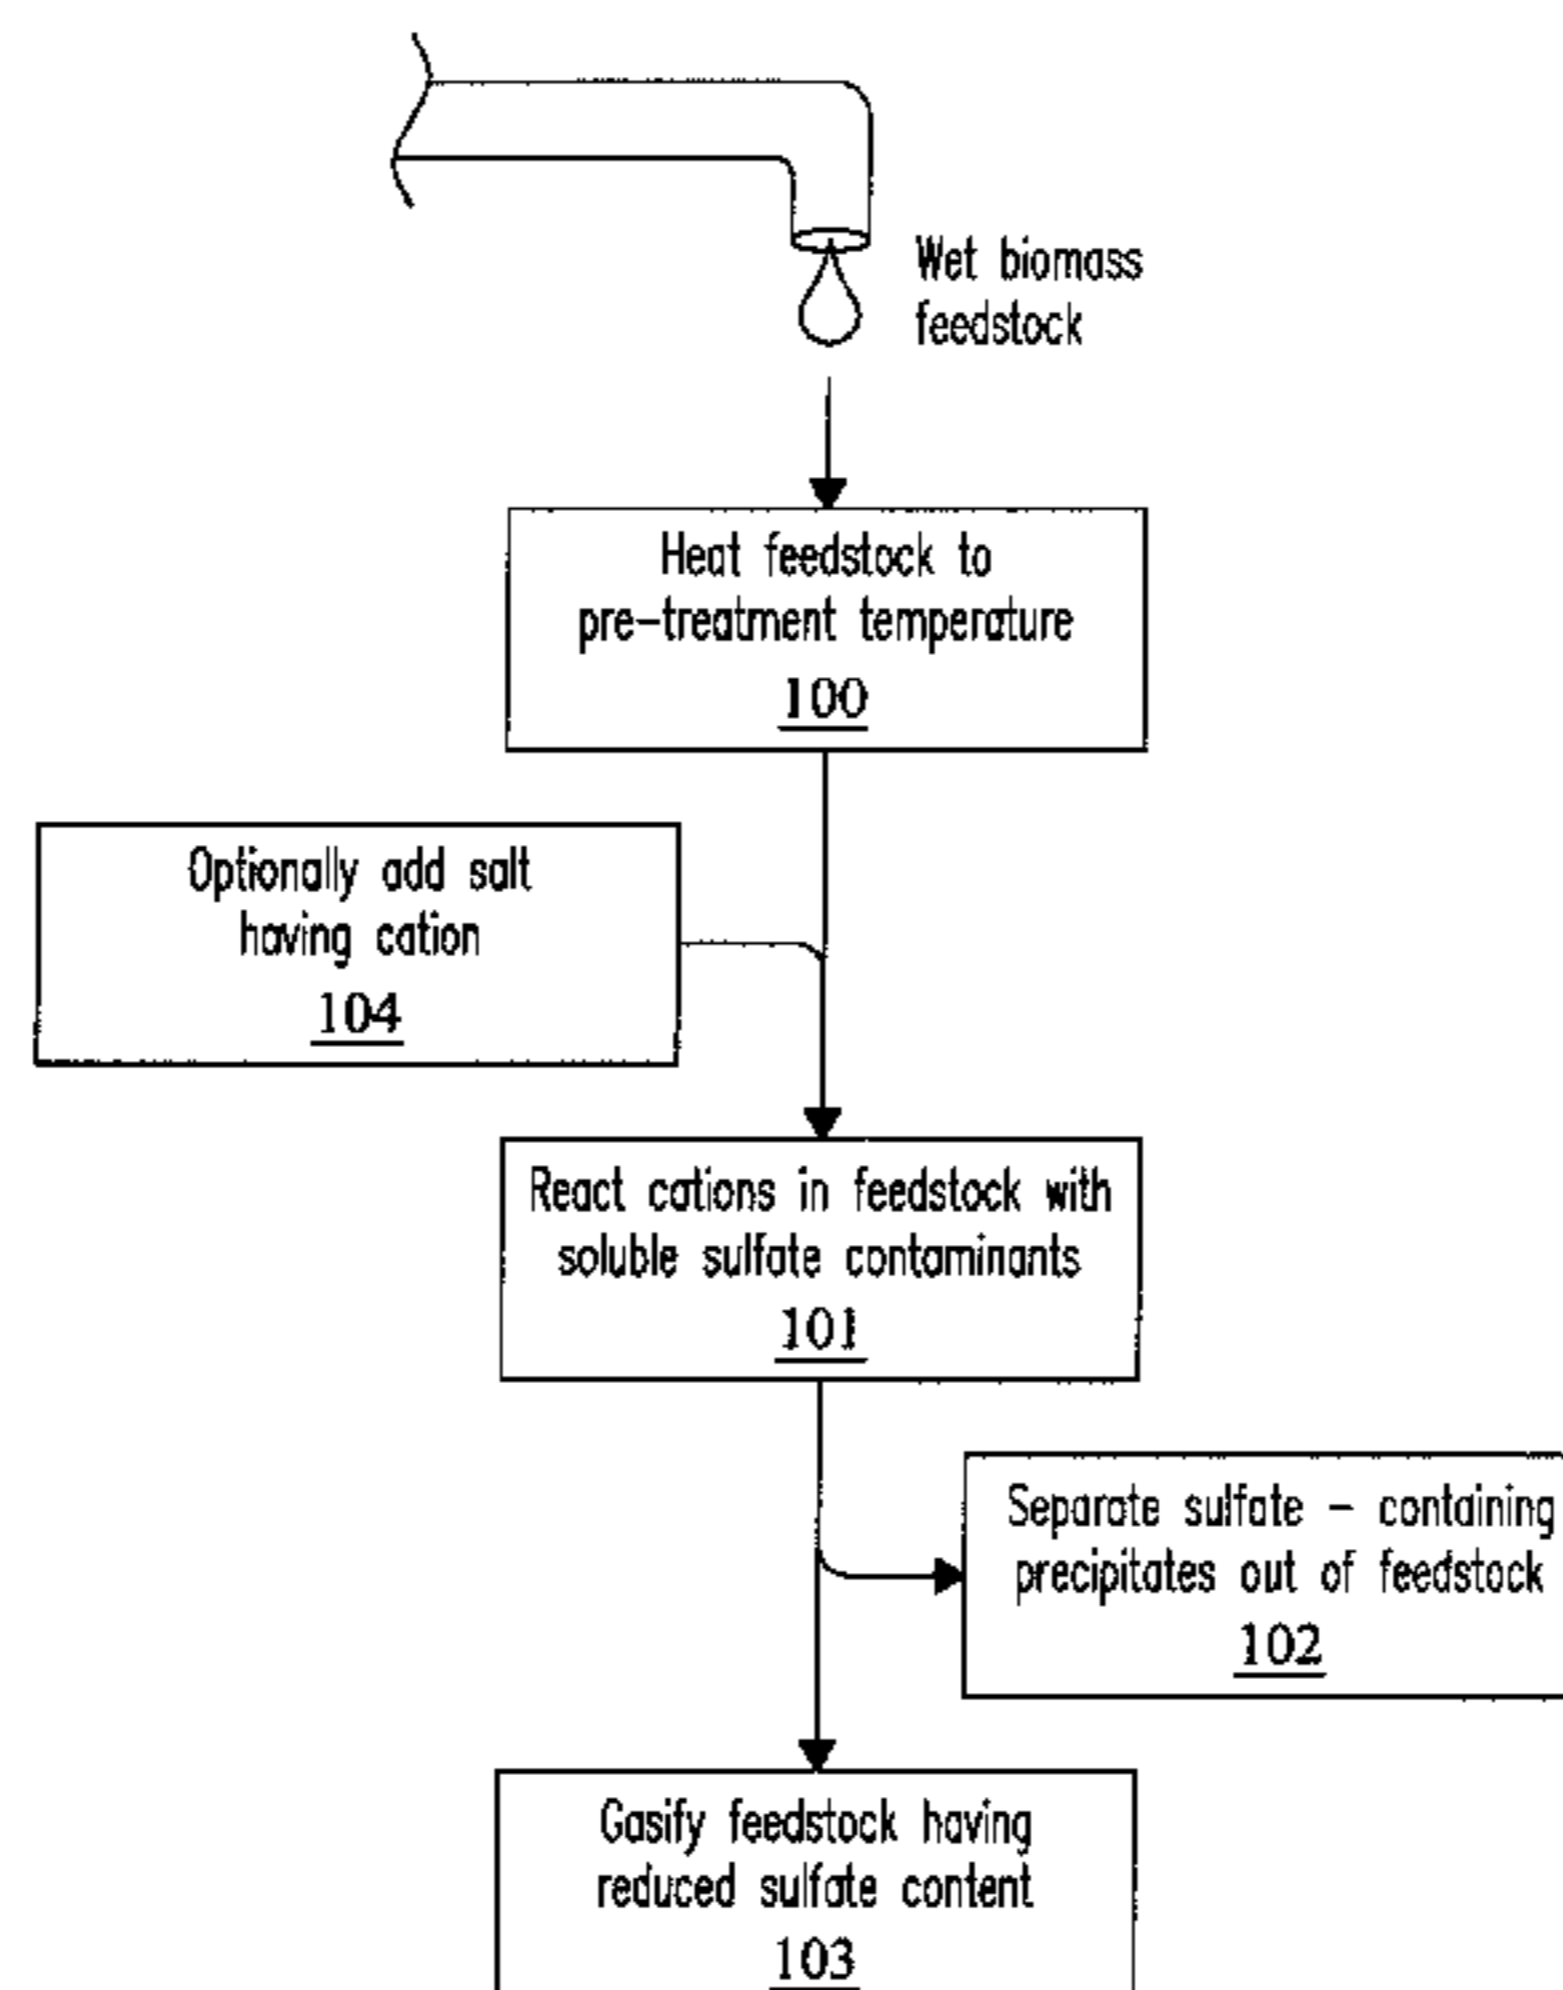 Wet biomass
feedstock
Heat feedstock to
pre-treatment temperature
100
Optionally add salt
having cation
104
React cations in feedstock with
soluble sulfate contaminants
101
Separate sulfate - containing
precipitates out of feedstock
102
Gasify feedstock having
reduced sulfate content
103